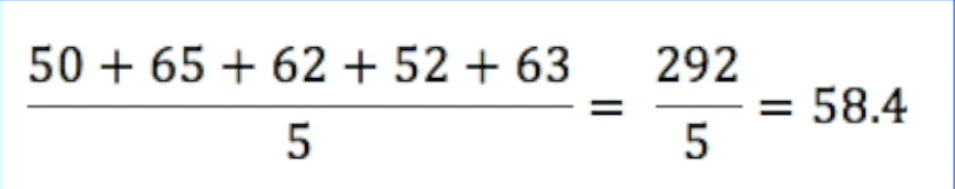 50 + 65 + 62 + 52 + 63 292
= = 58.4
5 5